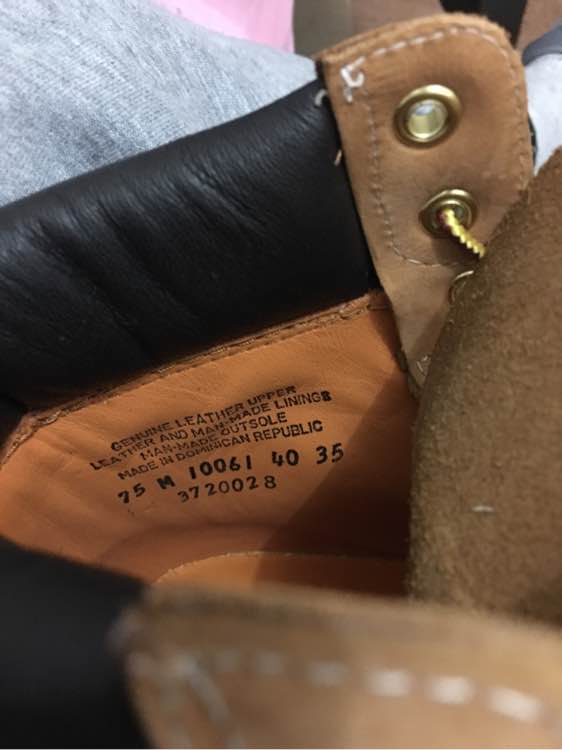 GENUINE LEATHER UPPER
LEATHER AND MAN-MADE LININGS
MAN-MADE OUTSOLE
MADE IN DOMINICAN REPUBLIC
75 M 10061 40 35
3720028